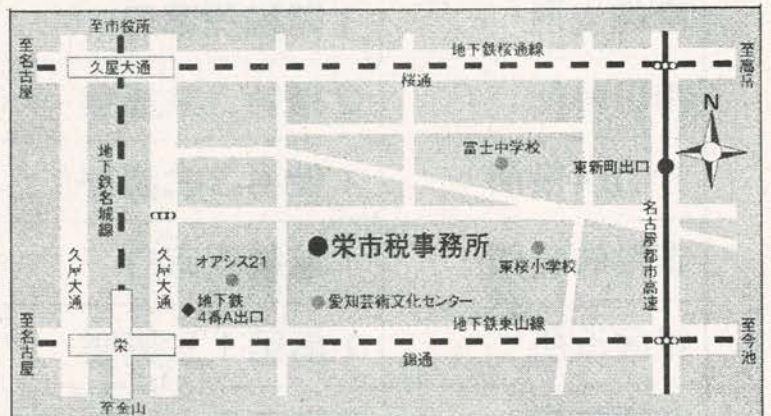 至市役所
至名古屋
久屋大通
地下鉄桜通線
桜通
至高岳
N
地下鉄名城線
富士中学校
東新町出口
久屋大通
久屋大通
名古屋都市高速
栄市税事務所
東桜小学校
オアシス21
地下鉄
4番A出口
愛知芸術文化センター
地下鉄東山線
至名古屋
栄
錦通
至今池
至金山